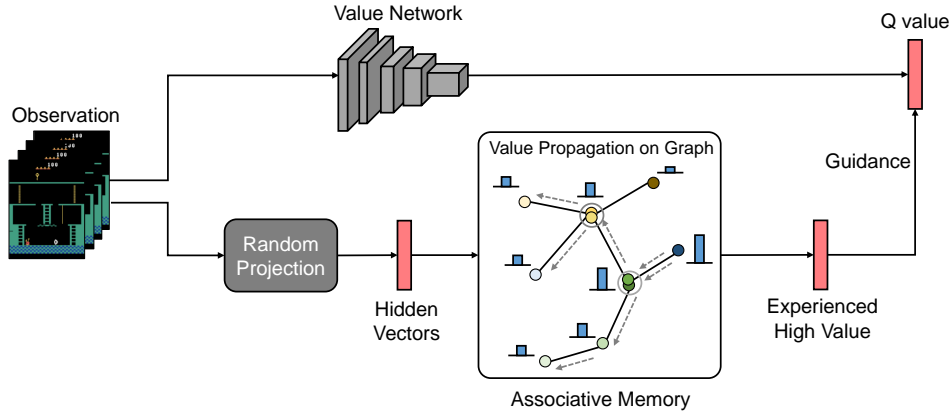 Value Network
Q value
Observation
Value Propagation on Graph
Guidance
Random
Projection
Hidden
Vectors
Experienced
High Value
Associative Memory